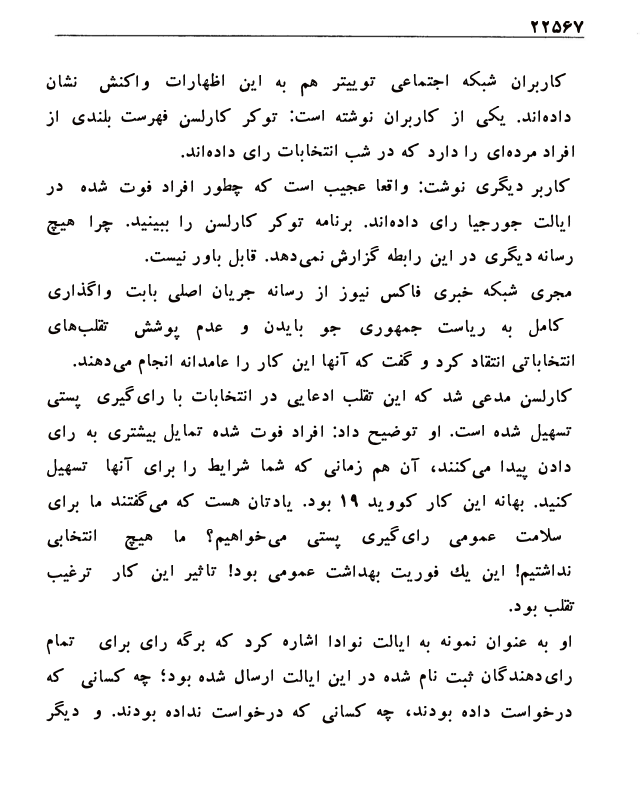 ۲۲۵۶۷
کاربران شبکه اجتماعی توییتر هم به این اظهارات واکنش نشان
داده‌اند. یکی از کاربران نوشته است: توکر کارلسن فهرست بلندی از
افراد مرده‌ای را دارد که در شب انتخابات رای داده‌اند.
کاربر دیگری نوشت: واقعا عجیب است که چطور افراد فوت شده در
ایالت جورجیا رای داده‌اند. برنامه توکر کارلسن را ببینید. چرا هیچ
رسانه دیگری در این رابطه گزارش نمی‌دهد. قابل باور نیست.
مجری شبکه خبری فاکس نیوز از رسانه جریان اصلی بابت واگذاری
کامل به ریاست جمهوری جو بایدن و عدم پوشش تقلب‌های
انتخاباتی انتقاد کرد و گفت که آنها این کار را عامدانه انجام می‌دهند.
کارلسن مدعی شد که این تقلب ادعایی در انتخابات با رای‌گیری پستی
تسهیل شده است. او توضیح داد: افراد فوت شده تمایل بیشتری به رای
دادن پیدا می‌کنند، آن هم زمانی که شما شرایط را برای آنها تسهیل
کنید. بهانه این کار کووید ۱۹ بود. یادتان هست که می‌گفتند ما برای
سلامت عمومی رای‌گیری پستی می‌خواهیم؟ ما هیچ انتخابی
نداشتیم! این یك فوریت بهداشت عمومی بود! تاثیر این کار ترغیب
تقلب بود.
او به عنوان نمونه به ایالت نوادا اشاره کرد که برگه رای برای تمام
رای‌دهندگان ثبت نام شده در این ایالت ارسال شده بود؛ چه کسانی که
درخواست داده بودند، چه کسانی که درخواست نداده بودند. و دیگر